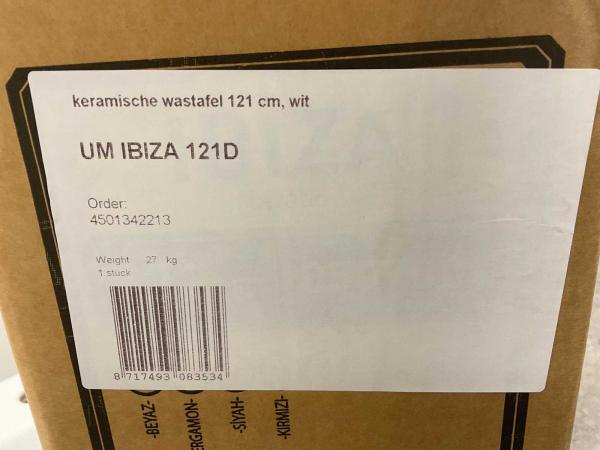 keramische wastafel 121 cm, wit
UM IBIZA 121D
Order:
4501342213
Weight 27 kg
1 stuck
8 717493 083534
-BEYAZ-
ERGAMON-
-SİYAH-
-KIRMIZI-